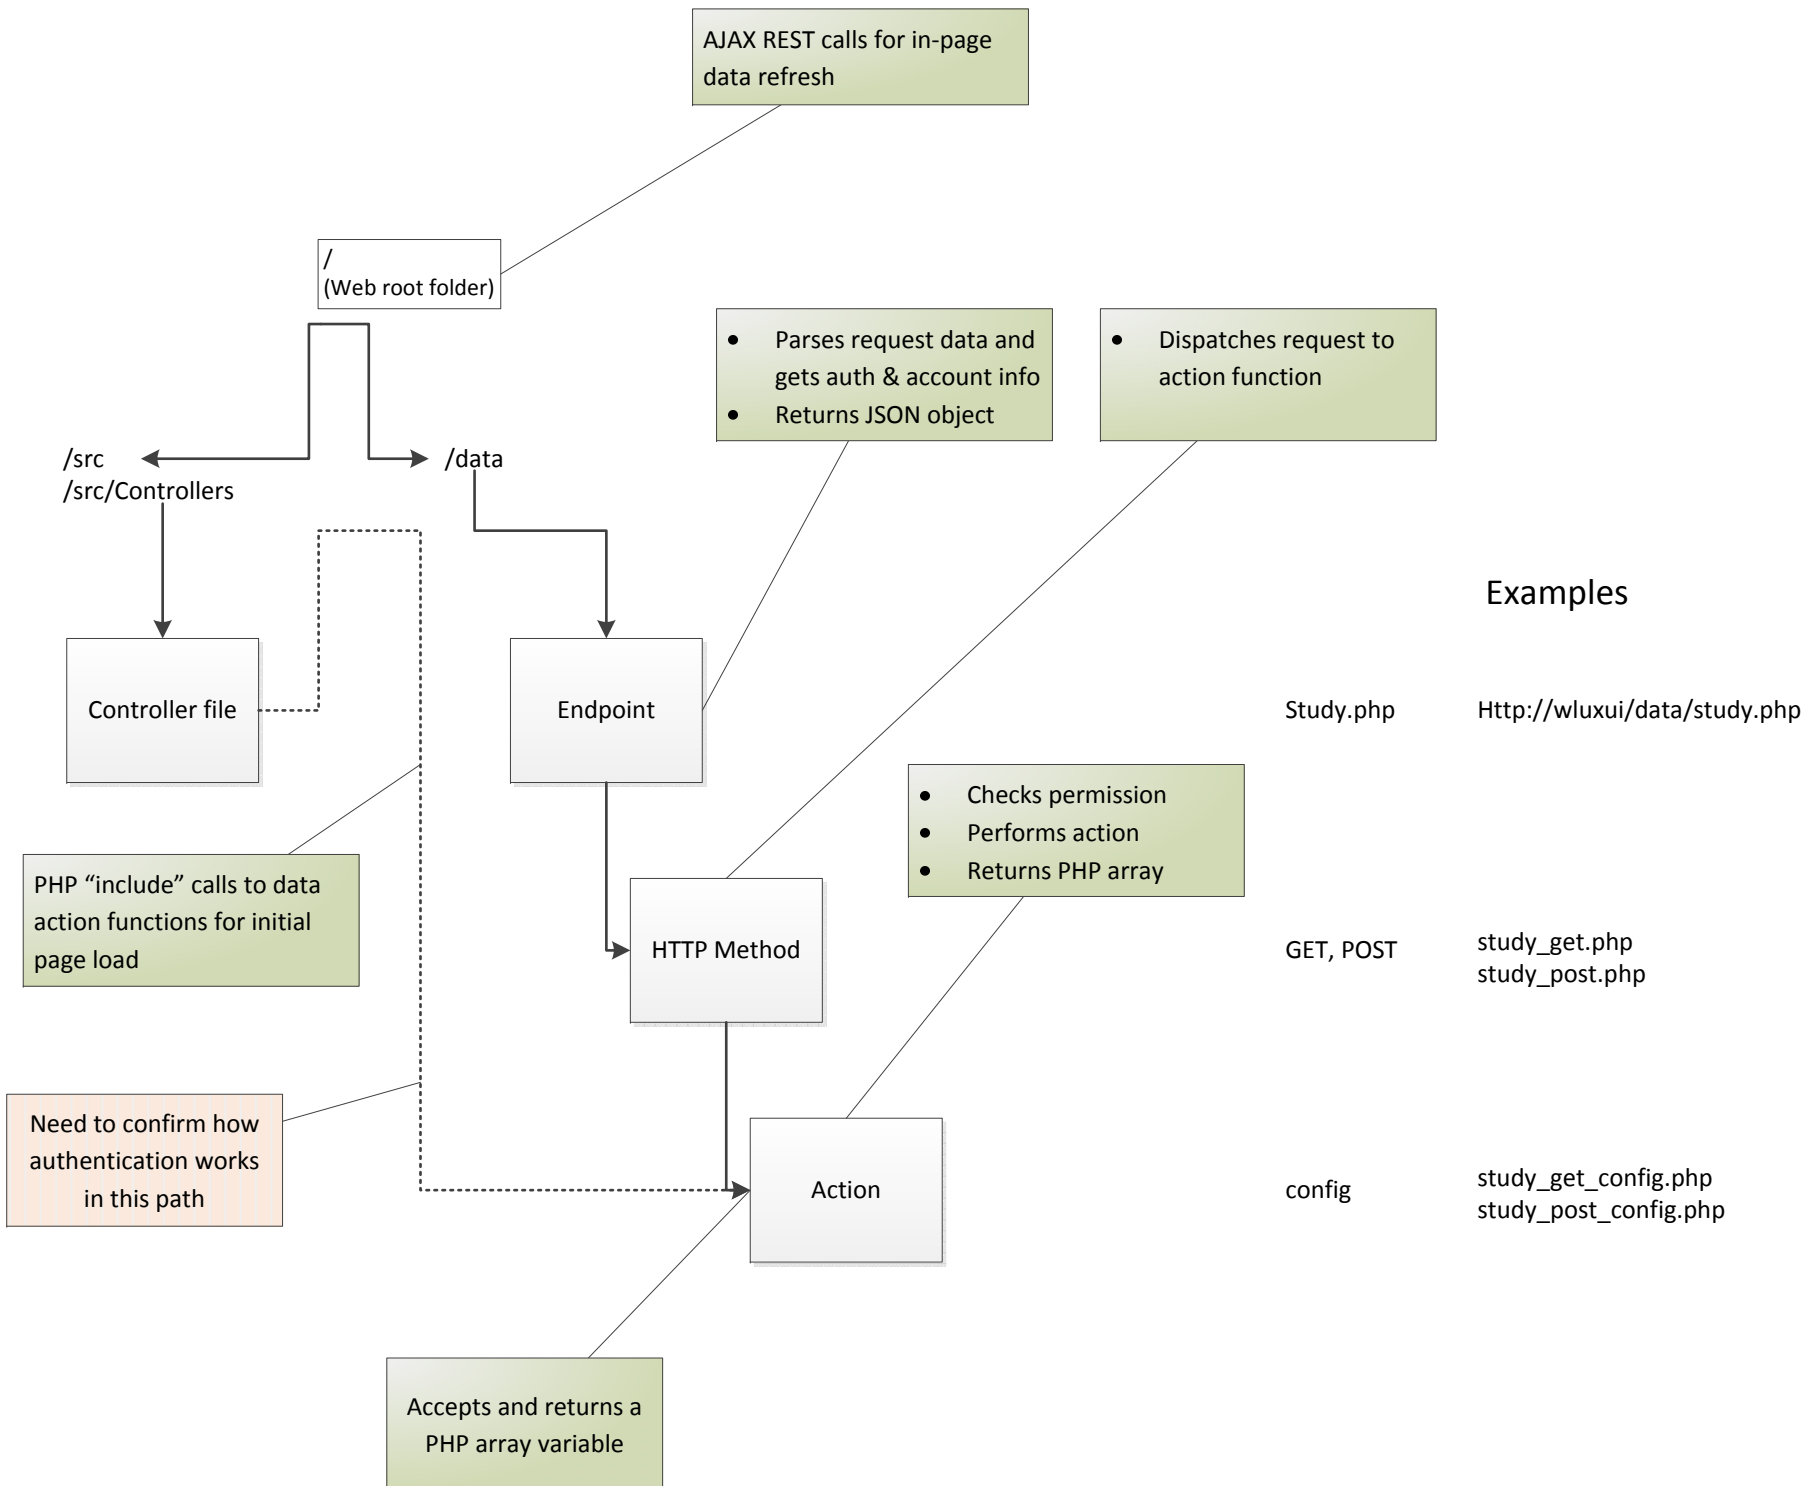 AJAX REST calls for in-page
data refresh
/
(Web root folder)
• Parses request data and
gets auth & account info
• Returns JSON object
• Dispatches request to
action function
/src
/src/Controllers
/data
Examples
Controller file
Endpoint
Study.php
Http://wluxui/data/study.php
• Checks permission
• Performs action
• Returns PHP array
PHP “include” calls to data
action functions for initial
page load
HTTP Method
GET, POST
study_get.php
study_post.php
Need to confirm how
authentication works
in this path
Action
config
study_get_config.php
study_post_config.php
Accepts and returns a
PHP array variable